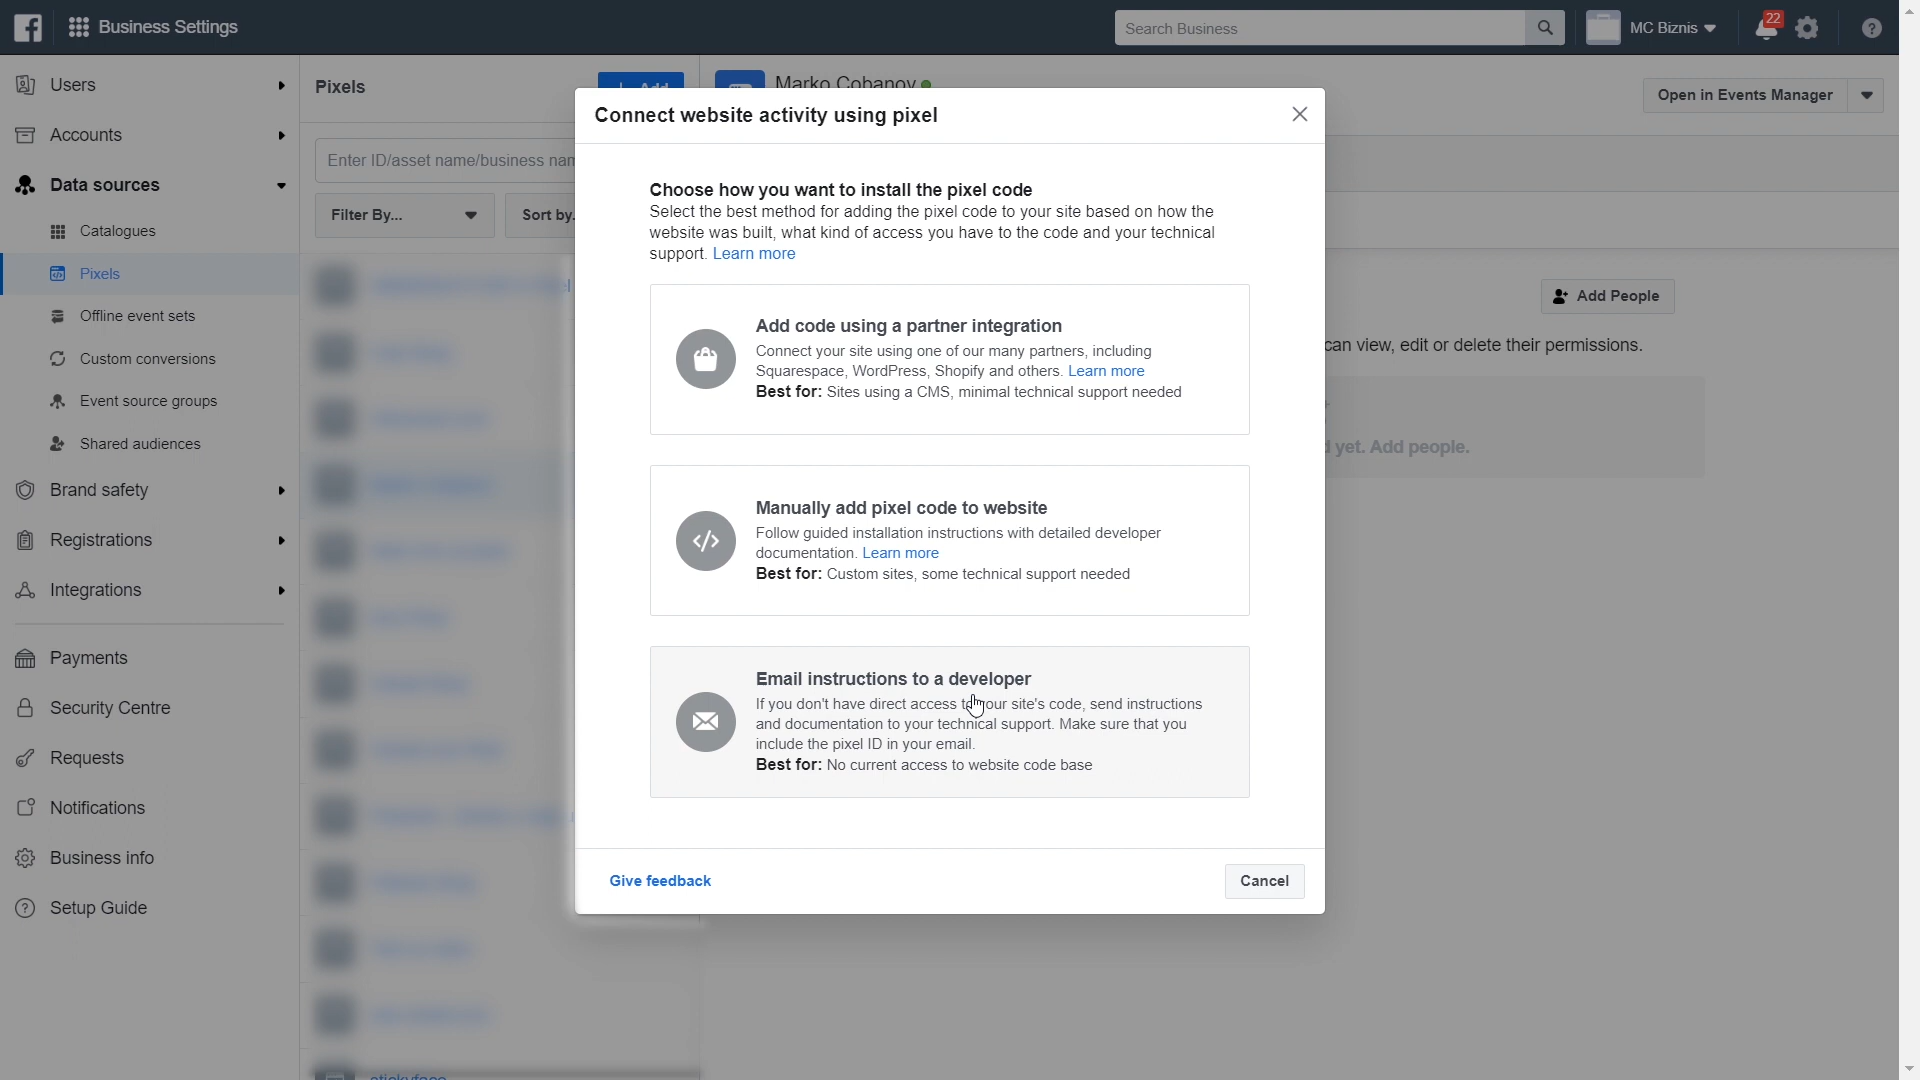 Business Settings
Search Business
MC Biznis
22
Users
Accounts
Data sources
Catalogues
Pixels
Offline event sets
Custom conversions
Event source groups
Shared audiences
Brand safety
Registrations
Integrations
Payments
Security Centre
Requests
Notifications
Business info
Setup Guide
Pixels
Add
Enter ID/asset name/business nam
Filter By...
Sort by.
stickyface
Marko Cobanov
Open in Events Manager
Add People
can view, edit or delete their permissions.
d yet. Add people.
Connect website activity using pixel
Choose how you want to install the pixel code
Select the best method for adding the pixel code to your site based on how the
website was built, what kind of access you have to the code and your technical
support. Learn more
Add code using a partner integration
Connect your site using one of our many partners, including
Squarespace, WordPress, Shopify and others. Learn more
Best for: Sites using a CMS, minimal technical support needed
Manually add pixel code to website
Follow guided installation instructions with detailed developer
documentation. Learn more
Best for: Custom sites, some technical support needed
Email instructions to a developer
If you don't have direct access to your site's code, send instructions
and documentation to your technical support. Make sure that you
include the pixel ID in your email.
Best for: No current access to website code base
Give feedback
Cancel